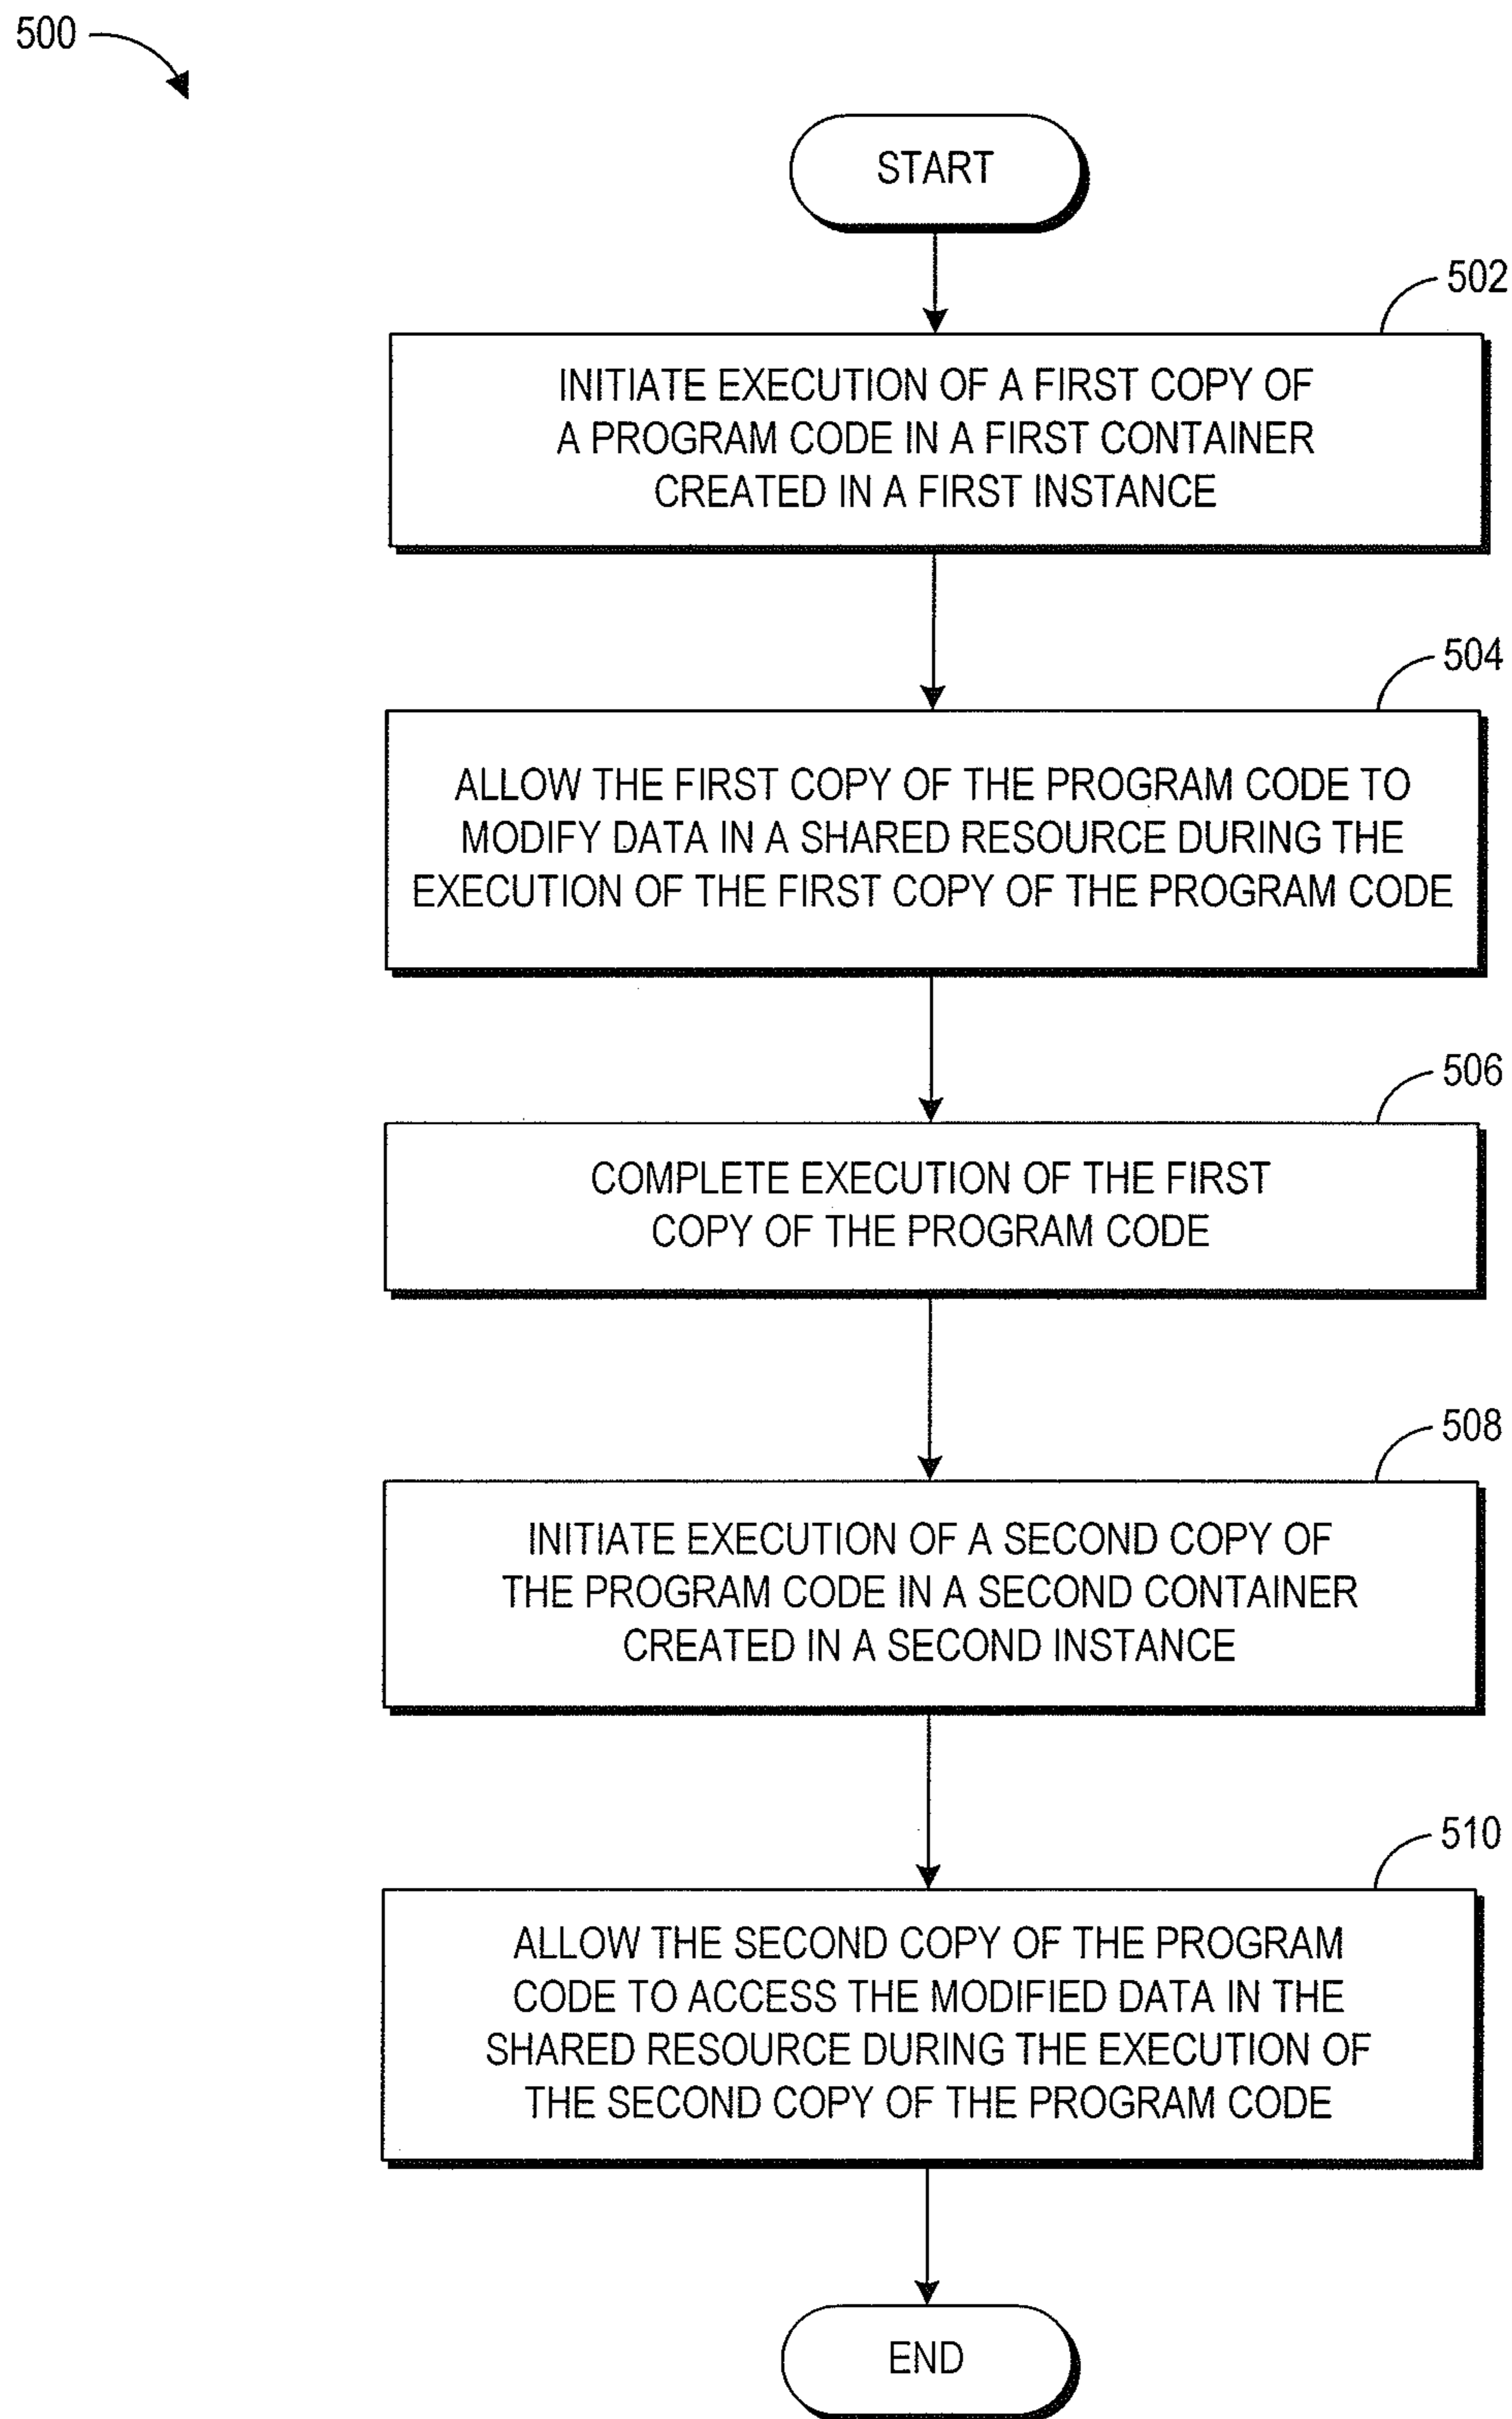 500
START
502
INITIATE EXECUTION OF A FIRST COPY OF
A PROGRAM CODE IN A FIRST CONTAINER
CREATED IN A FIRST INSTANCE
504
ALLOW THE FIRST COPY OF THE PROGRAM CODE TO
MODIFY DATA IN A SHARED RESOURCE DURING THE
EXECUTION OF THE FIRST COPY OF THE PROGRAM CODE
506
COMPLETE EXECUTION OF THE FIRST
COPY OF THE PROGRAM CODE
508
INITIATE EXECUTION OF A SECOND COPY OF
THE PROGRAM CODE IN A SECOND CONTAINER
CREATED IN A SECOND INSTANCE
510
ALLOW THE SECOND COPY OF THE PROGRAM
CODE TO ACCESS THE MODIFIED DATA IN THE
SHARED RESOURCE DURING THE EXECUTION OF
THE SECOND COPY OF THE PROGRAM CODE
END